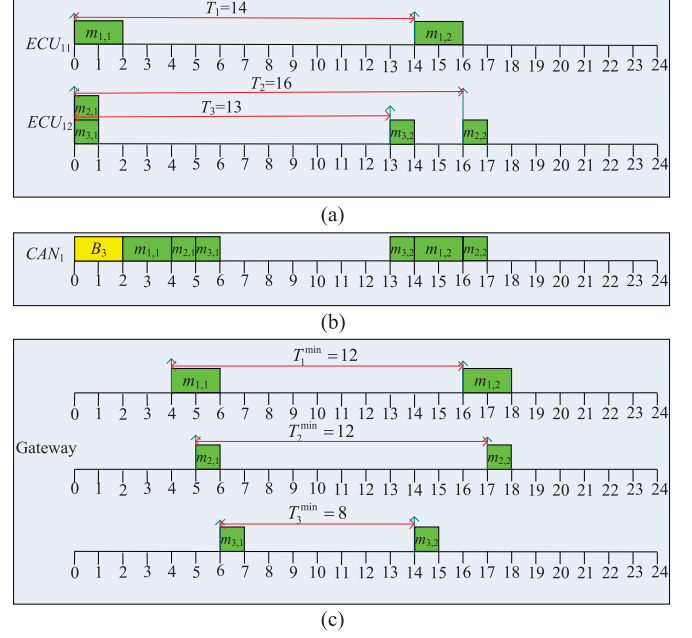 T₁=14
ECU₁₁ m₁,₁ m₁,₂
0 1 2 3 4 5 6 7 8 9 10 11 12 13 14 15 16 17 18 19 20 21 22 23 24
T₂=16
m₂,₁ T₃=13
ECU₁₂ m₃,₁ m₃,₂ m₂,₂
0 1 2 3 4 5 6 7 8 9 10 11 12 13 14 15 16 17 18 19 20 21 22 23 24
(a)
CAN₁ B₃ m₁,₁ m₂,₁ m₃,₁ m₃,₂ m₁,₂ m₂,₂
0 1 2 3 4 5 6 7 8 9 10 11 12 13 14 15 16 17 18 19 20 21 22 23 24
(b)
T₁ᵐⁱⁿ = 12
m₁,₁ m₁,₂
0 1 2 3 4 5 6 7 8 9 10 11 12 13 14 15 16 17 18 19 20 21 22 23 24
T₂ᵐⁱⁿ = 12
Gateway m₂,₁ m₂,₂
0 1 2 3 4 5 6 7 8 9 10 11 12 13 14 15 16 17 18 19 20 21 22 23 24
T₃ᵐⁱⁿ = 8
m₃,₁ m₃,₂
0 1 2 3 4 5 6 7 8 9 10 11 12 13 14 15 16 17 18 19 20 21 22 23 24
(c)